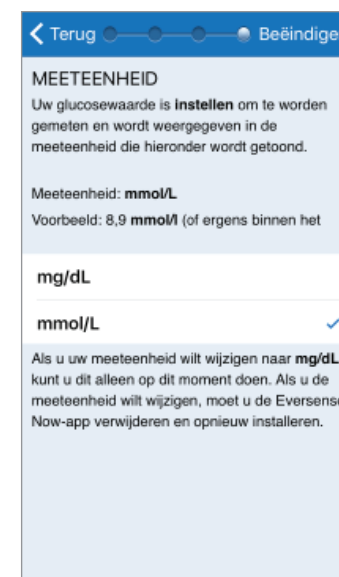 Terug Beëindige
MEETEENHEID
Uw glucosewaarde is instellen om te worden
gemeten en wordt weergegeven in de
meeteenheid die hieronder wordt getoond.
Meeteenheid: mmol/L
Voorbeeld: 8,9 mmol/l (of ergens binnen het
mg/dL
mmol/L
Als u uw meeteenheid wilt wijzigen naar mg/dL
kunt u dit alleen op dit moment doen. Als u de
meeteenheid wilt wijzigen, moet u de Eversense
Now-app verwijderen en opnieuw installeren.